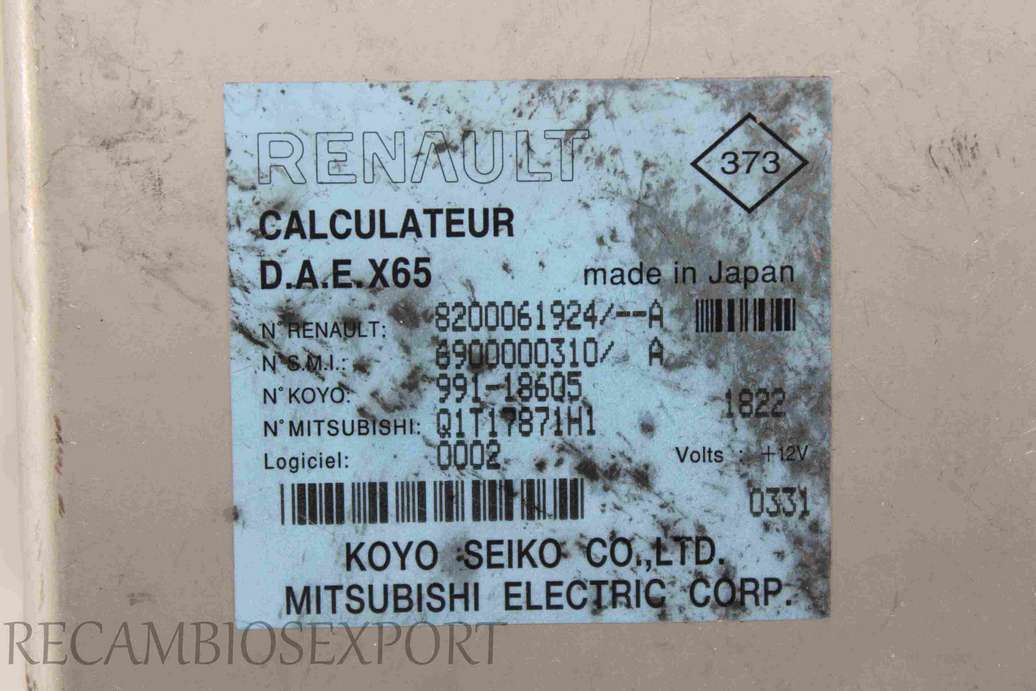 RENAULT
373
CALCULATEUR
D.A.E. X65
made in Japan
N° RENAULT: 8200061924/--A
N° S.M.I.: 6900000310/ A
N° KOYO: 991-18605
1822
N° MITSUBISHI: Q1T17871H1
Logiciel: 0002
Volts : +12V
0331
KOYO SEIKO CO.,LTD.
MITSUBISHI ELECTRIC CORP.
RECAMBIOSEXPORT